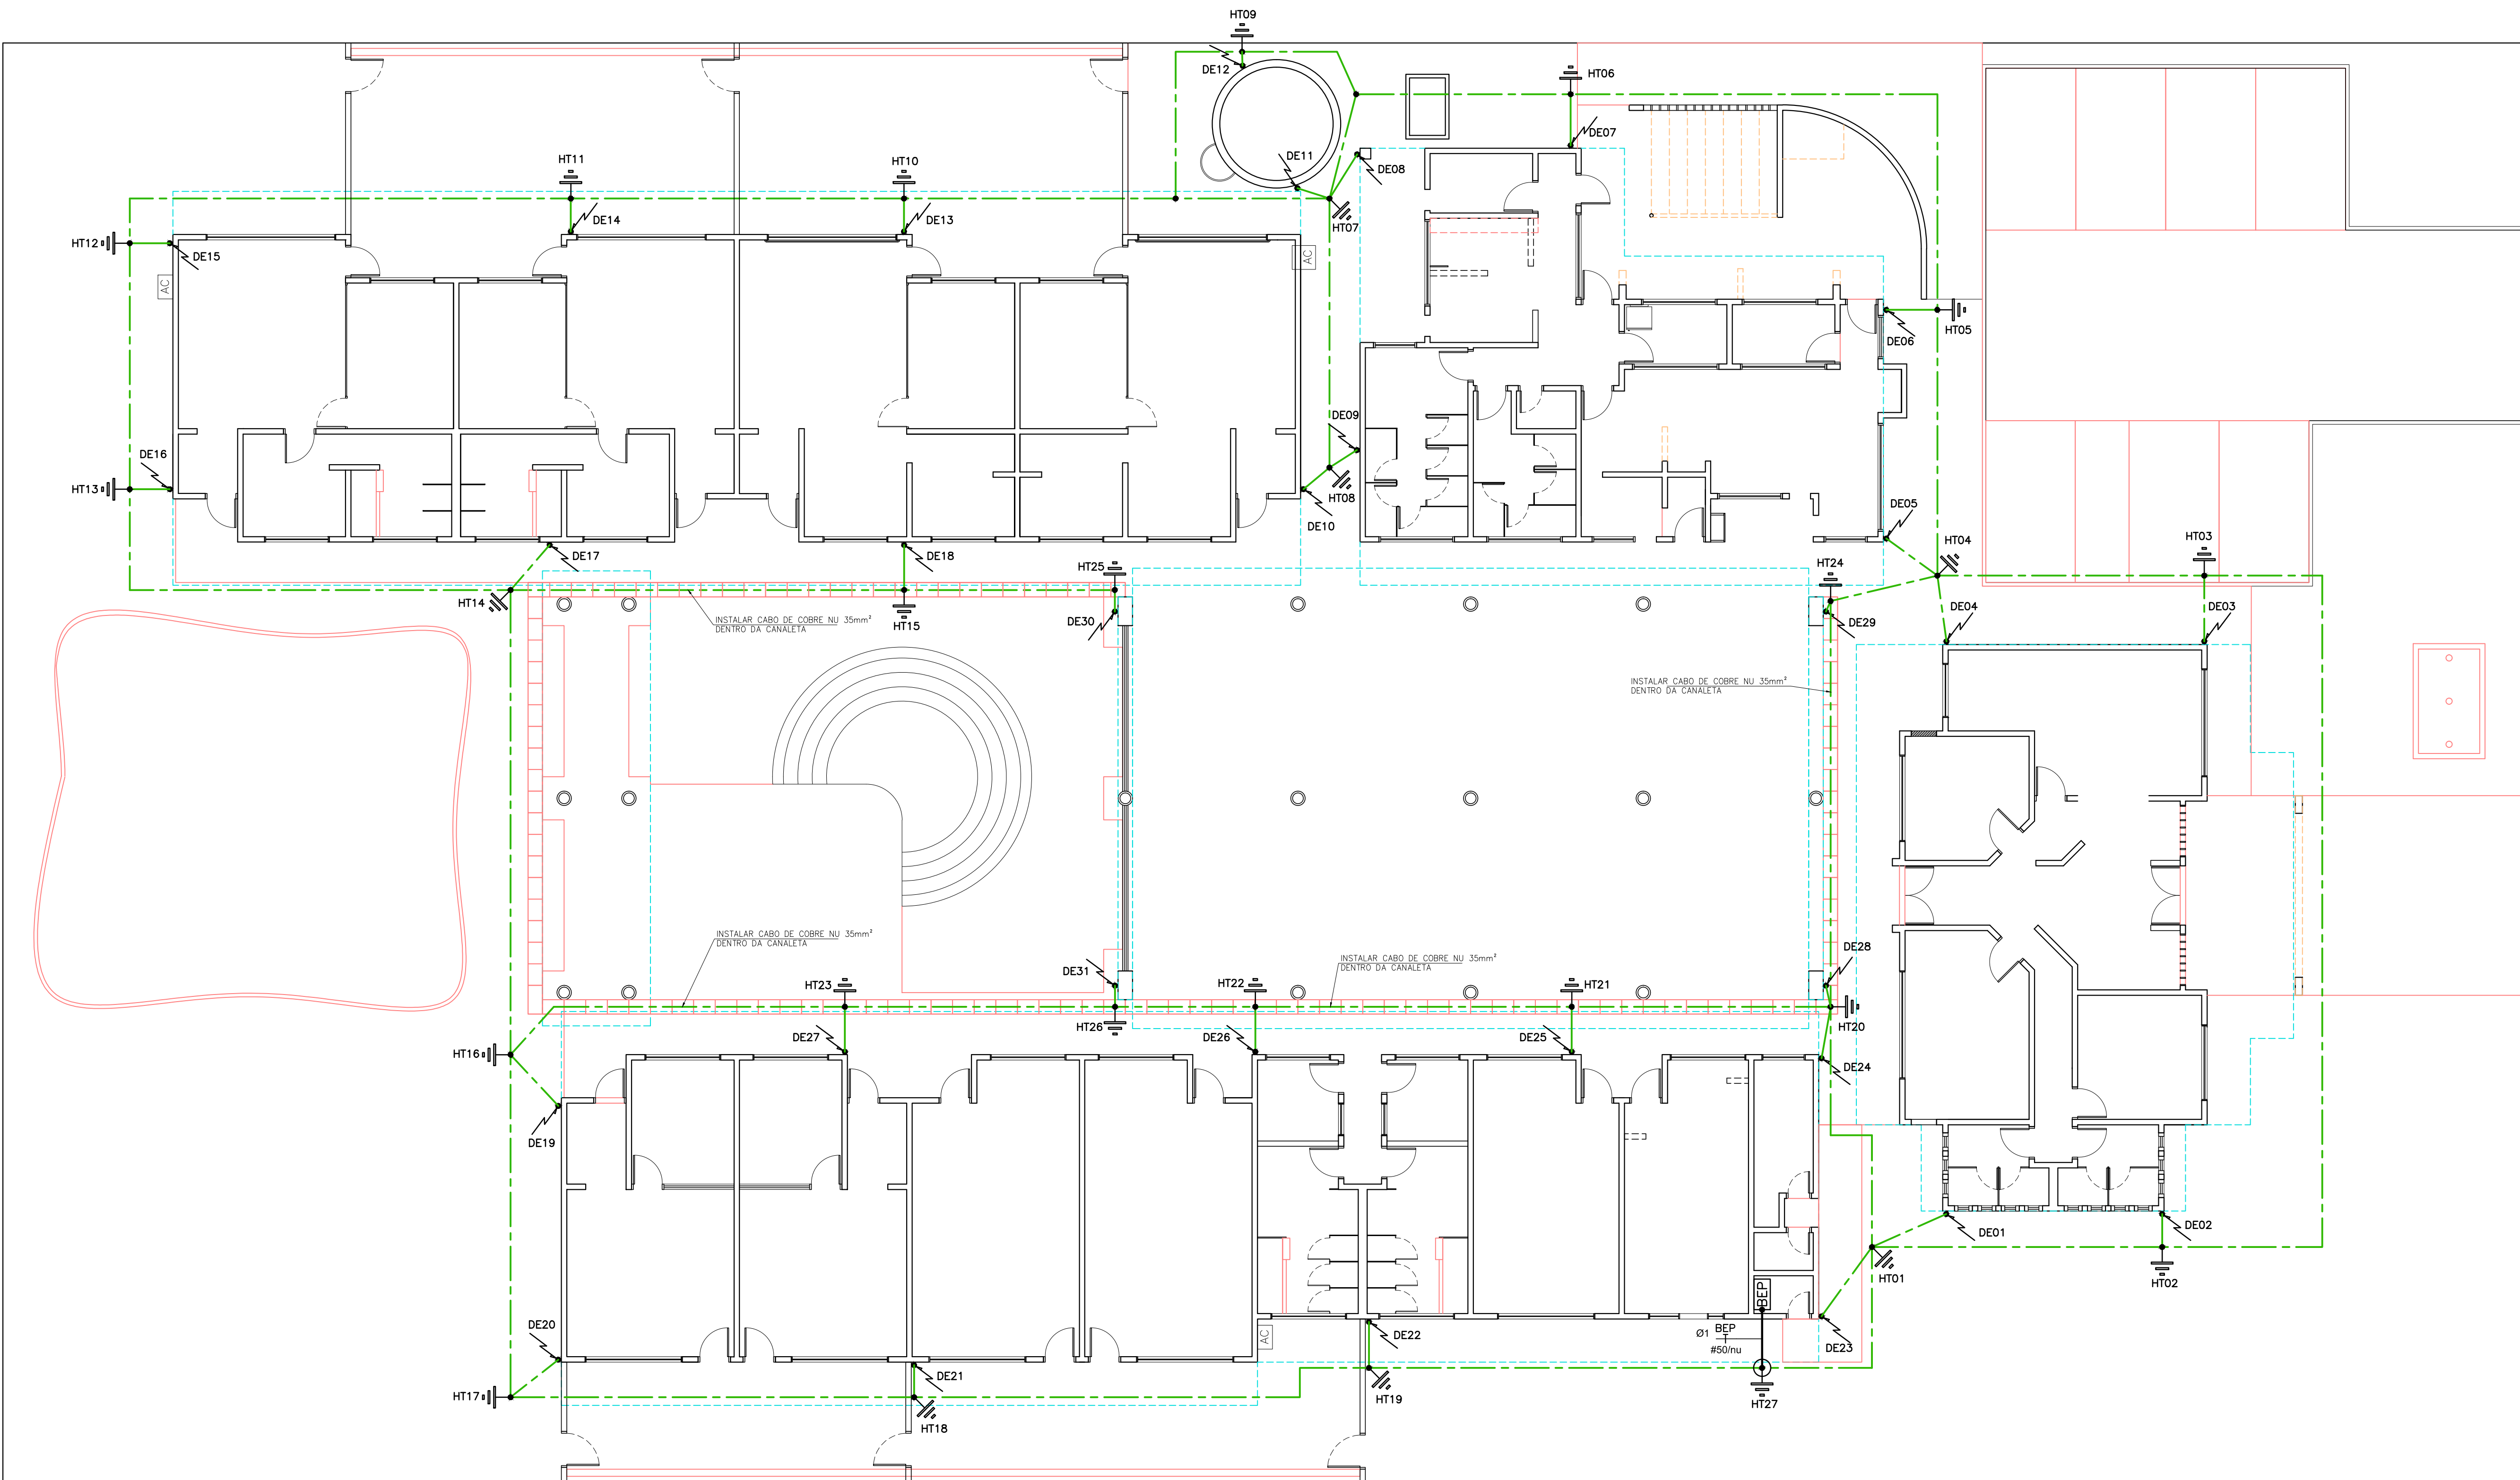 HT09
DE12
HT06
DE07
HT11
HT10
DE11
DE08
DE14
DE13
HT07
HT12
DE15
AC
AC
HT05
DE06
DE09
DE16
HT13
HT08
DE10
DE05
HT03
HT04
DE17
DE18
HT25
HT24
HT14
DE04
DE03
INSTALAR CABO DE COBRE NU 35mm²
DENTRO DA CANALETA
HT15
DE30
DE29
INSTALAR CABO DE COBRE NU 35mm²
DENTRO DA CANALETA
INSTALAR CABO DE COBRE NU 35mm²
DENTRO DA CANALETA
DE28
INSTALAR CABO DE COBRE NU 35mm²
DENTRO DA CANALETA
DE31
HT23
HT22
HT21
HT26
HT20
DE27
DE26
DE25
HT16
DE24
DE19
DE01
DE02
HT01
HT02
BEP
DE20
AC
DE22
Ø1 BEP
#50/nu
DE23
DE21
HT17
HT19
HT27
HT18